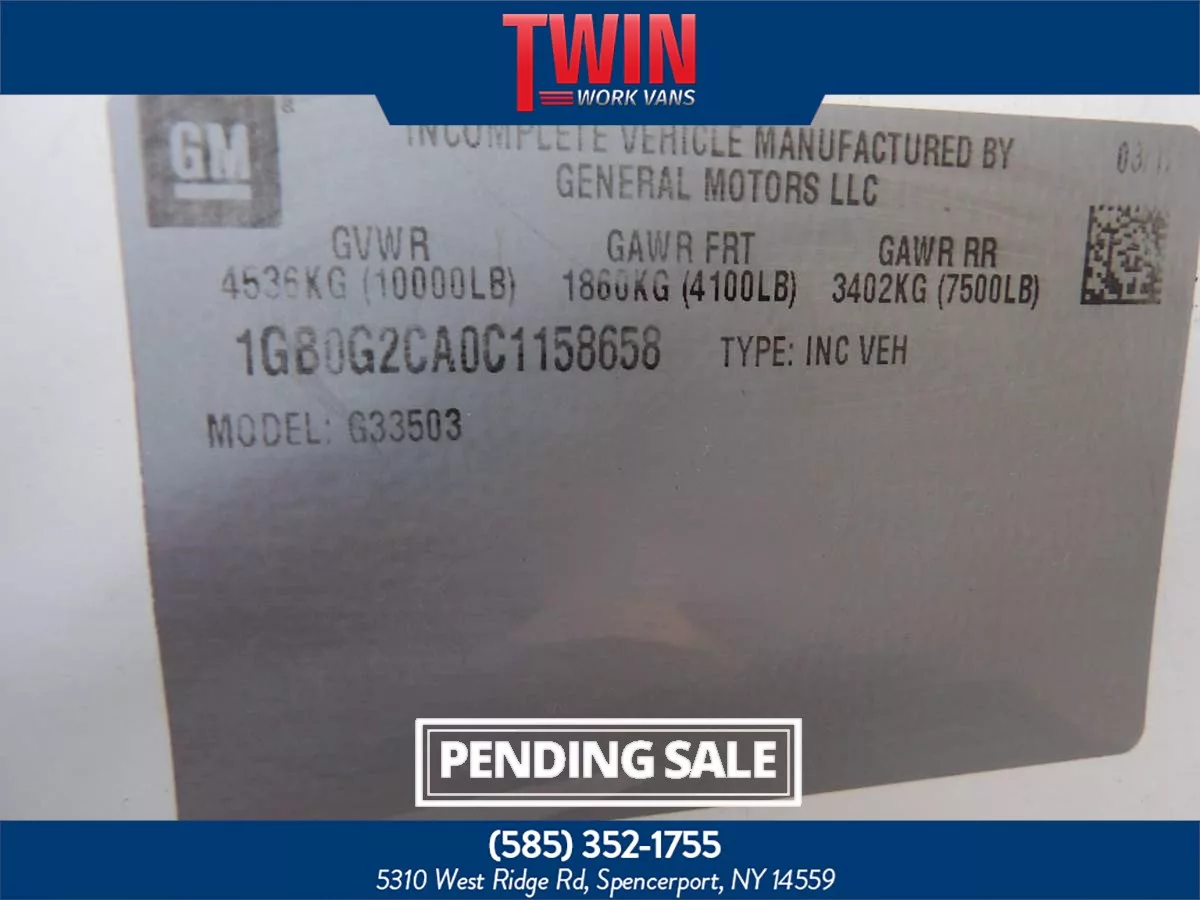 TWIN
WORK VANS
GM
INCOMPLETE VEHICLE MANUFACTURED BY
GENERAL MOTORS LLC
GVWR GAWR FRT GAWR RR
4536KG (10000LB) 1860KG (4100LB) 3402KG (7500LB)
1GB0G2CA0C1158658 TYPE: INC VEH
MODEL: G33503
PENDING SALE
(585) 352-1755
5310 West Ridge Rd, Spencerport, NY 14559